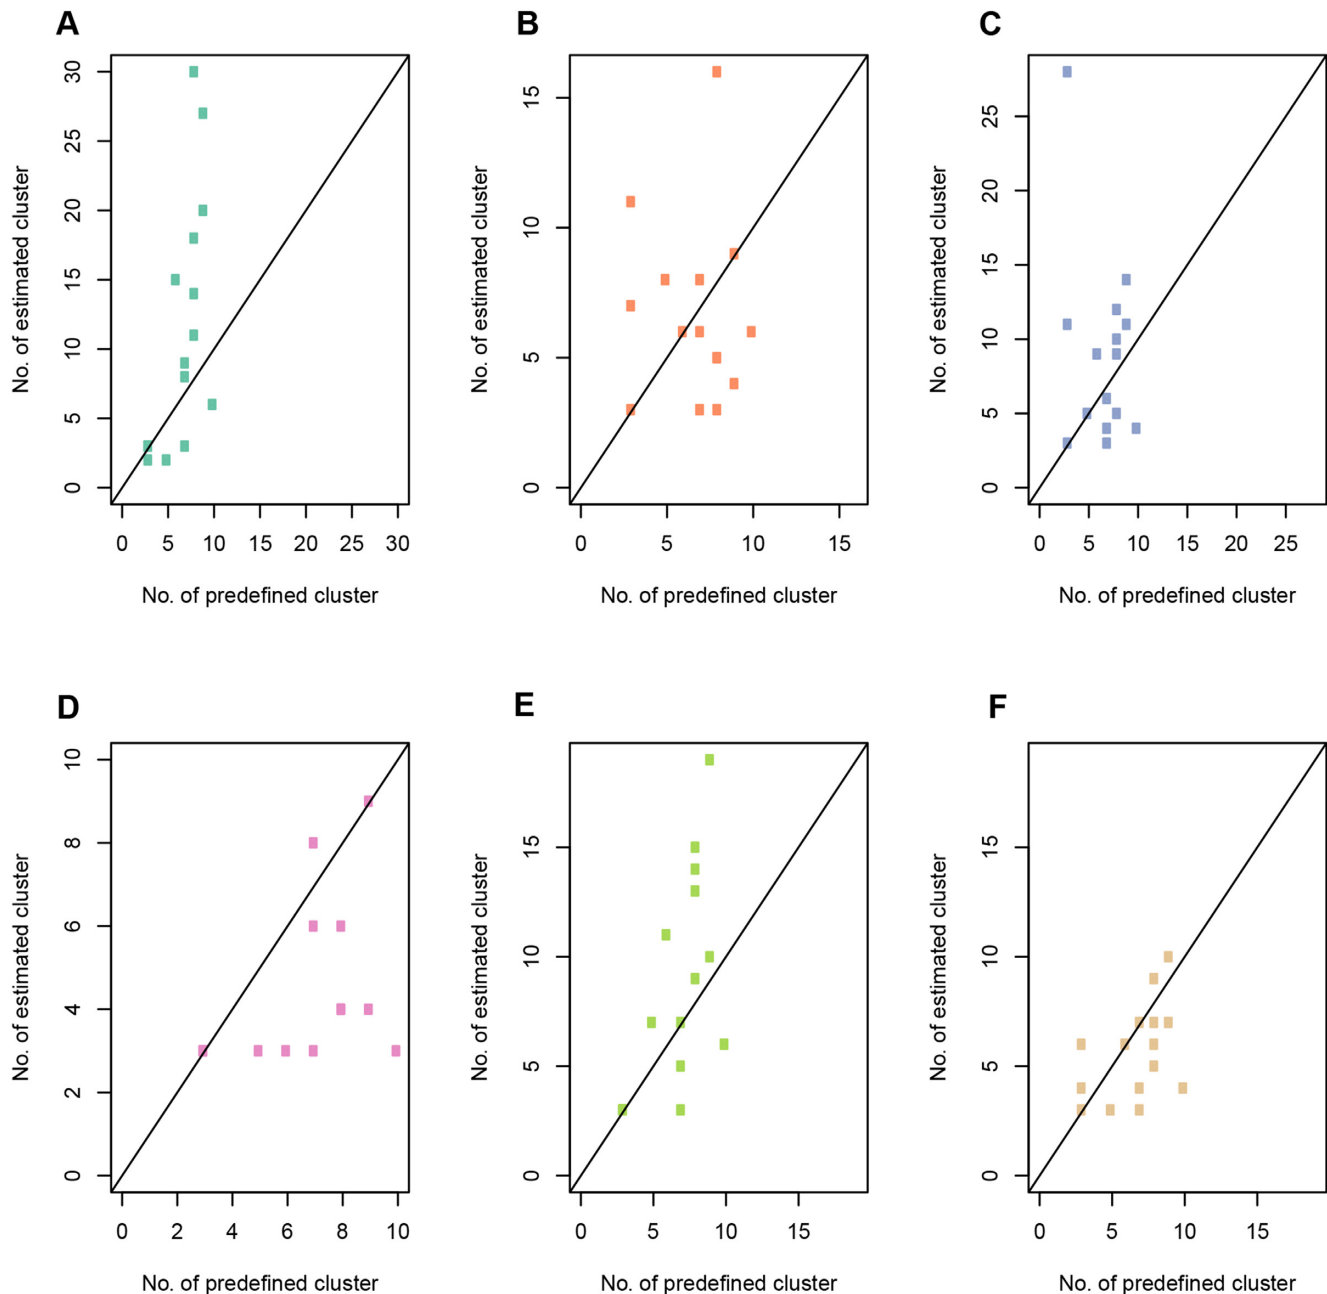 A
B
C
No. of estimated cluster
0 5 10 15 20 25 30
0 5 10 15 20 25 30
No. of predefined cluster
No. of estimated cluster
0 5 10 15
0 5 10 15
No. of predefined cluster
No. of estimated cluster
0 5 10 15 20 25
0 5 10 15 20 25
No. of predefined cluster
D
E
F
No. of estimated cluster
0 2 4 6 8 10
0 2 4 6 8 10
No. of predefined cluster
No. of estimated cluster
0 5 10 15
0 5 10 15
No. of predefined cluster
No. of estimated cluster
0 5 10 15
0 5 10 15
No. of predefined cluster